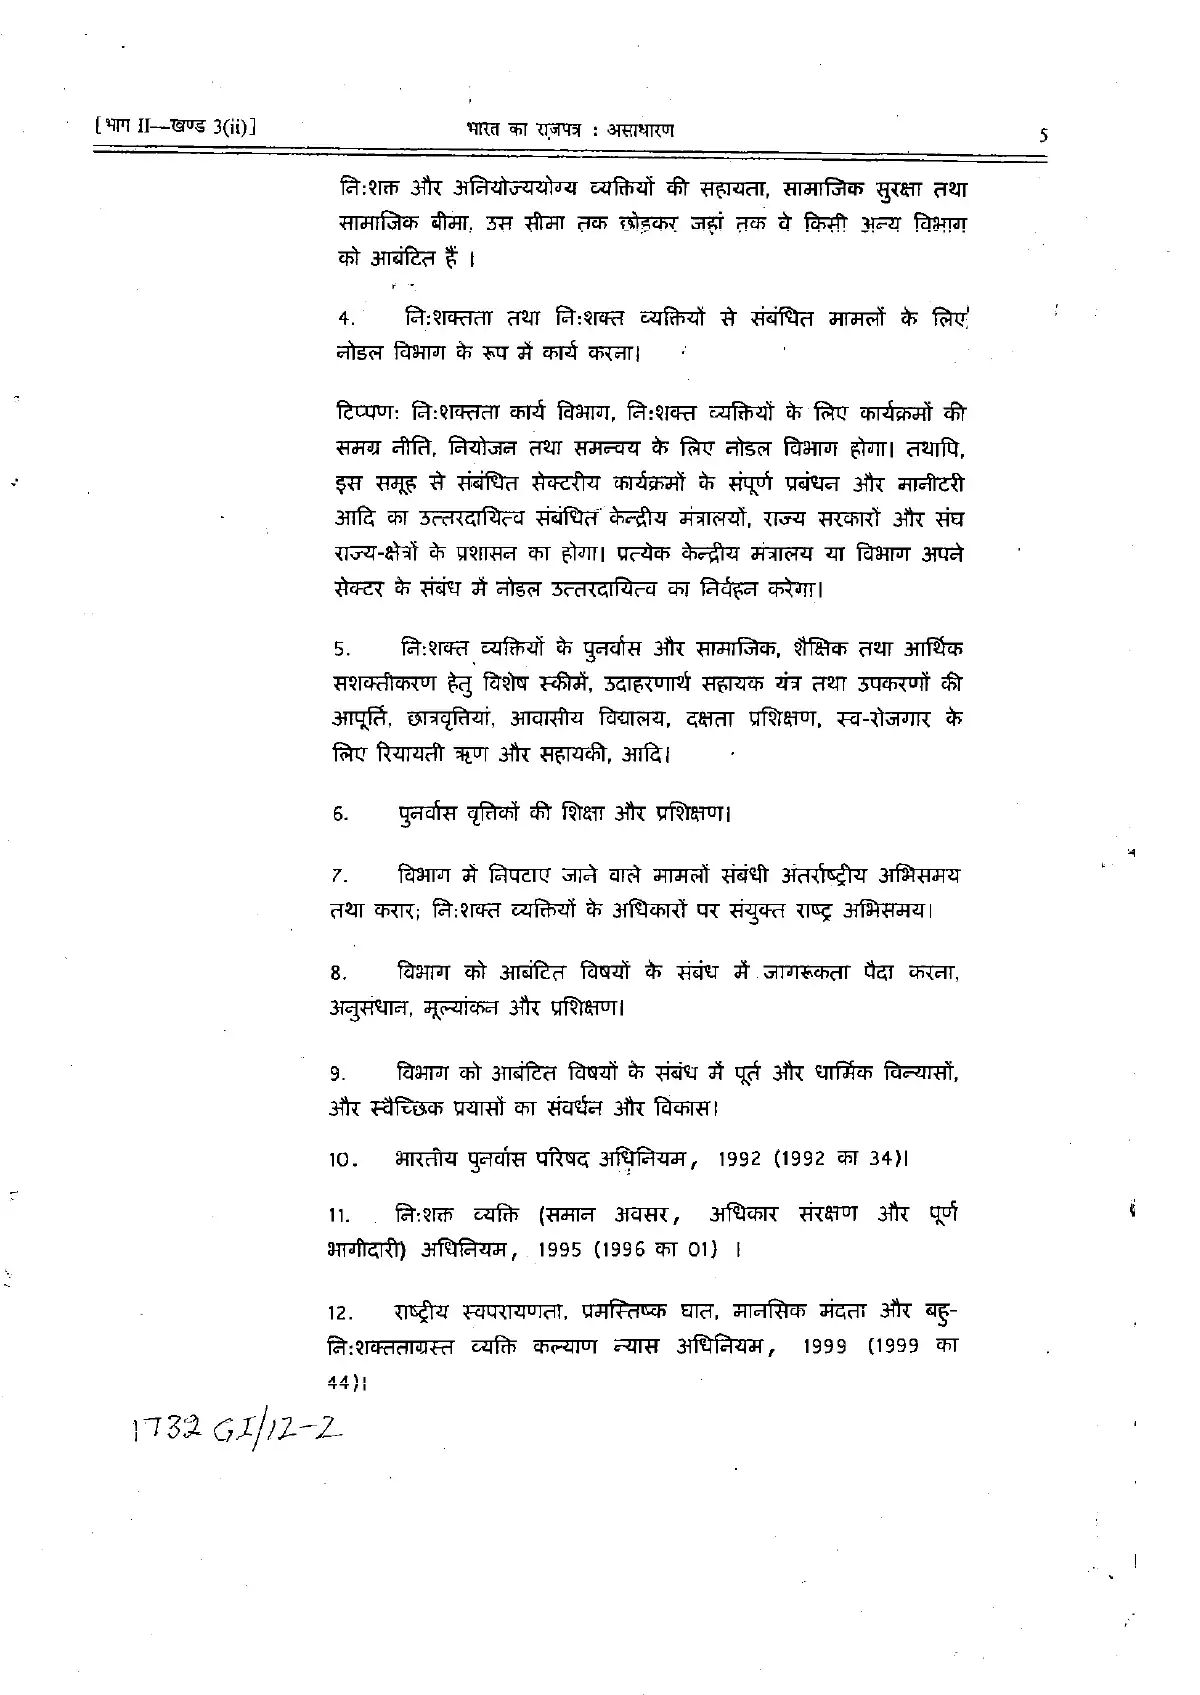 [ भाग II—खण्ड 3(ii)] भारत का राजपत्र : असाधारण 5
नि:शक्त और अनियोज्ययोग्य व्यक्तियों की सहायता, सामाजिक सुरक्षा तथा
सामाजिक बीमा, उस सीमा तक छोड़कर जहां तक वे किसी अन्य विभाग
को आबंटित हैं ।
4. नि:शक्तता तथा नि:शक्त व्यक्तियों से संबंधित मामलों के लिए
नोडल विभाग के रूप में कार्य करना।
टिप्पण: नि:शक्तता कार्य विभाग, नि:शक्त व्यक्तियों के लिए कार्यक्रमों की
समग्र नीति, नियोजन तथा समन्वय के लिए नोडल विभाग होगा। तथापि,
इस समूह से संबंधित सेक्टरीय कार्यक्रमों के संपूर्ण प्रबंधन और मानीटरी
आदि का उत्तरदायित्व संबंधित केन्द्रीय मंत्रालयों, राज्य सरकारों और संघ
राज्य-क्षेत्रों के प्रशासन का होगा। प्रत्येक केन्द्रीय मंत्रालय या विभाग अपने
सेक्टर के संबंध में नोडल उत्तरदायित्व का निर्वहन करेगा।
5. नि:शक्त व्यक्तियों के पुनर्वास और सामाजिक, शैक्षिक तथा आर्थिक
सशक्तीकरण हेतु विशेष स्कीमें, उदाहरणार्थ सहायक यंत्र तथा उपकरणों की
आपूर्ति, छात्रवृत्तियां, आवासीय विद्यालय, दक्षता प्रशिक्षण, स्व-रोजगार के
लिए रियायती ऋण और सहायकी, आदि।
6. पुनर्वास वृत्तिकों की शिक्षा और प्रशिक्षण।
7. विभाग में निपटाए जाने वाले मामलों संबंधी अंतर्राष्ट्रीय अभिसमय
तथा करार; नि:शक्त व्यक्तियों के अधिकारों पर संयुक्त राष्ट्र अभिसमय।
8. विभाग को आबंटित विषयों के संबंध में जागरूकता पैदा करना,
अनुसंधान, मूल्यांकन और प्रशिक्षण।
9. विभाग को आबंटित विषयों के संबंध में पूर्त और धार्मिक विन्यासों,
और स्वैच्छिक प्रयासों का संवर्धन और विकास।
10. भारतीय पुनर्वास परिषद अधिनियम, 1992 (1992 का 34)।
11. नि:शक्त व्यक्ति (समान अवसर, अधिकार संरक्षण और पूर्ण
भागीदारी) अधिनियम, 1995 (1996 का 01) ।
12. राष्ट्रीय स्वपरायणता, प्रमस्तिष्क घात, मानसिक मंदता और बहु-
नि:शक्तताग्रस्त व्यक्ति कल्याण न्यास अधिनियम, 1999 (1999 का
44)।
1732 GI/12-2